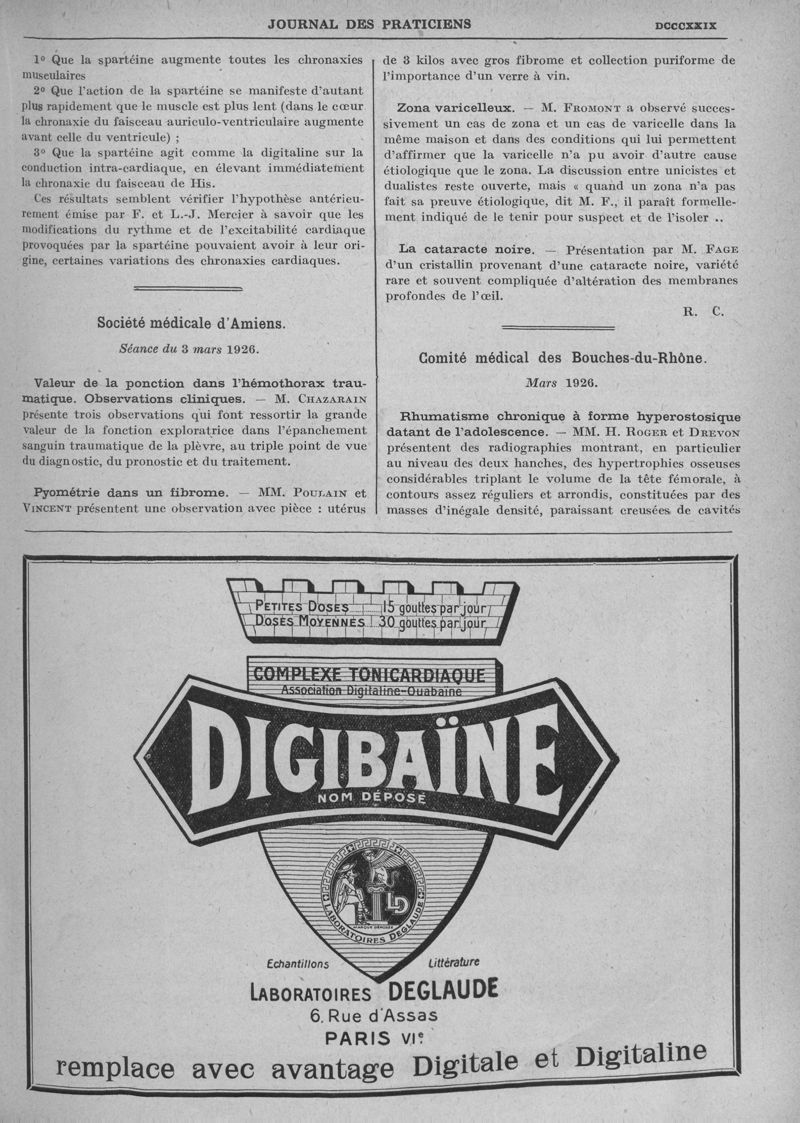 JOURNAL DES PRATICIENS
DCCCXXIX
1º Que la spartéine augmente toutes les chronaxies
musculaires
2º Que l'action de la spartéine se manifeste d'autant
plus rapidement que le muscle est plus lent (dans le cœur
la chronaxie du faisceau auriculo-ventriculaire augmente
avant celle du ventricule) ;
3º Que la spartéine agit comme la digitaline sur la
conduction intra-cardiaque, en élevant immédiatement
la chronaxie du faisceau de His.
Ces résultats semblent vérifier l'hypothèse antérieu-
rement émise par F. et L.-J. Mercier à savoir que les
modifications du rythme et de l'excitabilité cardiaque
provoquées par la spartéine pouvaient avoir à leur ori-
gine, certaines variations des chronaxies cardiaques.
Société médicale d'Amiens.
Séance du 3 mars 1926.
Valeur de la ponction dans l'hémothorax trau-
matique. Observations cliniques. — M. CHAZARAIN
présente trois observations qui font ressortir la grande
valeur de la fonction exploratrice dans l'épanchement
sanguin traumatique de la plèvre, au triple point de vue
du diagnostic, du pronostic et du traitement.
Pyométrie dans un fibrome. — MM. POULAIN et
VINCENT présentent une observation avec pièce : utérus
de 3 kilos avec gros fibrome et collection puriforme de
l'importance d'un verre à vin.
Zona varicelleux. — M. FROMONT a observé succes-
sivement un cas de zona et un cas de varicelle dans la
même maison et dans des conditions qui lui permettent
d'affirmer que la varicelle n'a pu avoir d'autre cause
étiologique que le zona. La discussion entre unicistes et
dualistes reste ouverte, mais « quand un zona n'a pas
fait sa preuve étiologique, dit M. F., il paraît formelle-
ment indiqué de le tenir pour suspect et de l'isoler ..
La cataracte noire. — Présentation par M. FAGE
d'un cristallin provenant d'une cataracte noire, variété
rare et souvent compliquée d'altération des membranes
profondes de l'œil.
R. C.
Comité médical des Bouches-du-Rhône.
Mars 1926.
Rhumatisme chronique à forme hyperostosique
datant de l'adolescence. — MM. H. ROGER et DREVON
présentent des radiographies montrant, en particulier
au niveau des deux hanches, des hypertrophies osseuses
considérables triplant le volume de la tête fémorale, à
contours assez réguliers et arrondis, constituées par des
masses d'inégale densité, paraissant creusées de cavités
PETITES DOSES 15 gouttes par jour
DOSES MOYENNES 30 gouttes par jour
COMPLEXE TONICARDIAQUE
Association Digitaline-Ouabaïne
DIGIBAÏNE
NOM DÉPOSÉ
LD
MARQUE DÉPOSÉE
LABORATOIRES DEGLAUDE
Echantillons
Littérature
LABORATOIRES DEGLAUDE
6, Rue d'Assas
PARIS VIe
remplace avec avantage Digitale et Digitaline